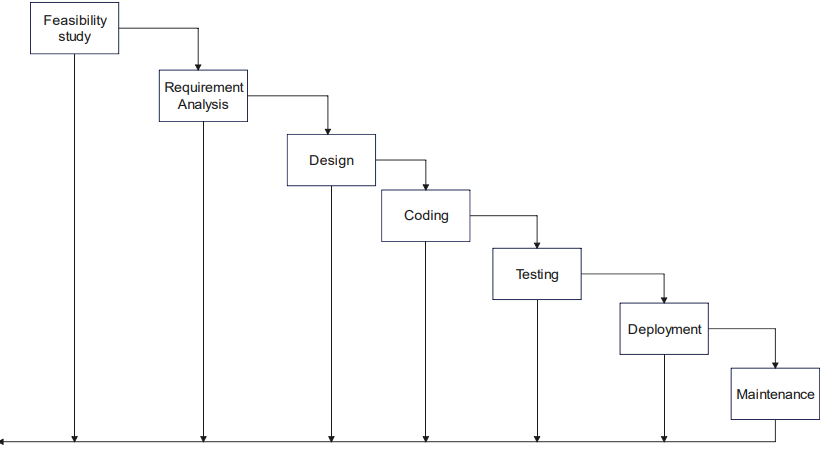 Feasibility
study
Requirement
Analysis
Design
Coding
Testing
Deployment
Maintenance